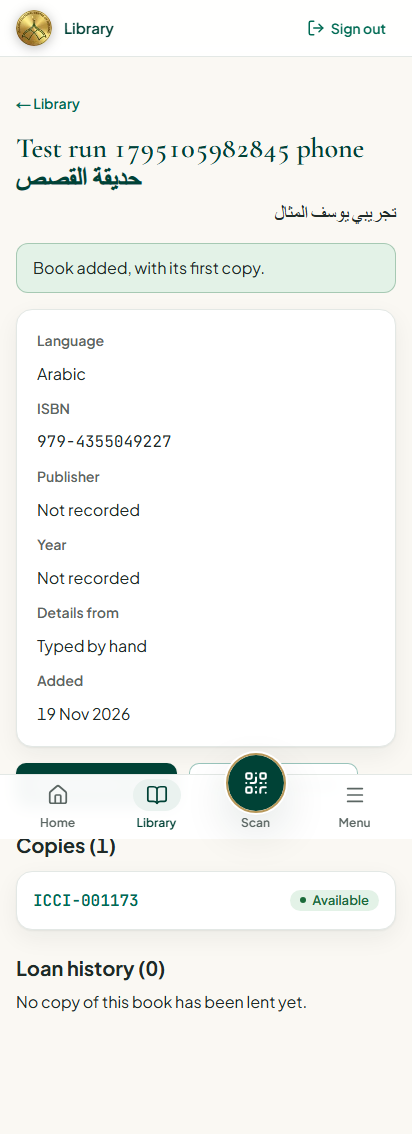 Library
Sign out
← Library
Test run 1795105982845 phone
حديقة القصص
تجريبي يوسف المثال
Book added, with its first copy.
Language
Arabic
ISBN
979-4355049227
Publisher
Not recorded
Year
Not recorded
Details from
Typed by hand
Added
19 Nov 2026
Home
Library
Scan
Menu
Copies (1)
ICCI-001173
Available
Loan history (0)
No copy of this book has been lent yet.